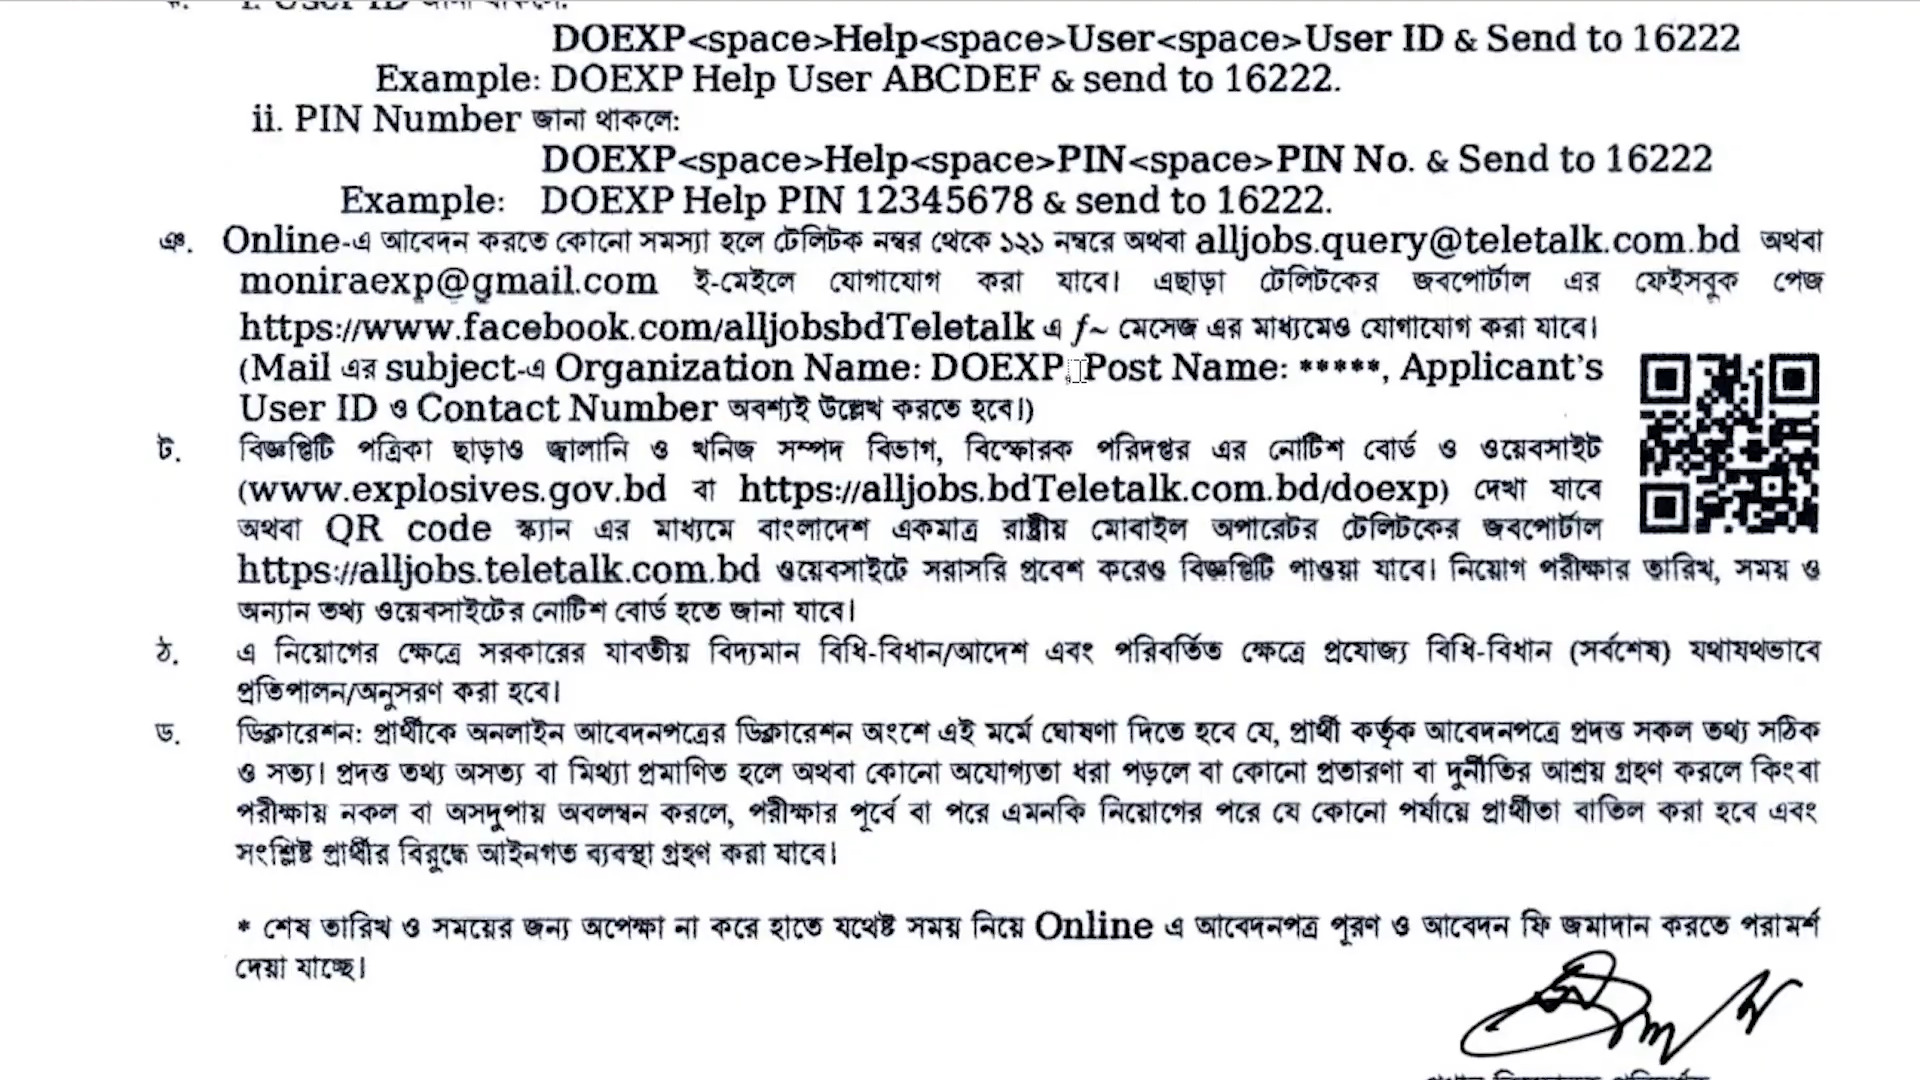 i. User ID জানা থাকলে:
DOEXP<space>Help<space>User<space>User ID & Send to 16222
Example: DOEXP Help User ABCDEF & send to 16222.
ii. PIN Number জানা থাকলে:
DOEXP<space>Help<space>PIN<space>PIN No. & Send to 16222
Example: DOEXP Help PIN 12345678 & send to 16222.
ঞ. Online-এ আবেদন করতে কোনো সমস্যা হলে টেলিটক নম্বর থেকে ১২১ নম্বরে অথবা alljobs.query@teletalk.com.bd অথবা
moniraexp@gmail.com ই-মেইলে যোগাযোগ করা যাবে। এছাড়া টেলিটকের জবপোর্টাল এর ফেইসবুক পেজ
https://www.facebook.com/alljobsbdTeletalk এ f~ মেসেজ এর মাধ্যমেও যোগাযোগ করা যাবে।
(Mail এর subject-এ Organization Name: DOEXP, Post Name: *****, Applicant's
User ID ও Contact Number অবশ্যই উল্লেখ করতে হবে।)
ট. বিজ্ঞপ্তিটি পত্রিকা ছাড়াও জ্বালানি ও খনিজ সম্পদ বিভাগ, বিস্ফোরক পরিদপ্তর এর নোটিশ বোর্ড ও ওয়েবসাইট
(www.explosives.gov.bd বা https://alljobs.bdTeletalk.com.bd/doexp) দেখা যাবে
অথবা QR code স্ক্যান এর মাধ্যমে বাংলাদেশ একমাত্র রাষ্ট্রীয় মোবাইল অপারেটর টেলিটকের জবপোর্টাল
https://alljobs.teletalk.com.bd ওয়েবসাইটে সরাসরি প্রবেশ করেও বিজ্ঞপ্তিটি পাওয়া যাবে। নিয়োগ পরীক্ষার তারিখ, সময় ও
অন্যান তথ্য ওয়েবসাইটের নোটিশ বোর্ড হতে জানা যাবে।
ঠ. এ নিয়োগের ক্ষেত্রে সরকারের যাবতীয় বিদ্যমান বিধি-বিধান/আদেশ এবং পরিবর্তিত ক্ষেত্রে প্রযোজ্য বিধি-বিধান (সর্বশেষ) যথাযথভাবে
প্রতিপালন/অনুসরণ করা হবে।
ড. ডিক্লারেশন: প্রার্থীকে অনলাইন আবেদনপত্রের ডিক্লারেশন অংশে এই মর্মে ঘোষণা দিতে হবে যে, প্রার্থী কর্তৃক আবেদনপত্রে প্রদত্ত সকল তথ্য সঠিক
ও সত্য। প্রদত্ত তথ্য অসত্য বা মিথ্যা প্রমাণিত হলে অথবা কোনো অযোগ্যতা ধরা পড়লে বা কোনো প্রতারণা বা দুর্নীতির আশ্রয় গ্রহণ করলে কিংবা
পরীক্ষায় নকল বা অসদুপায় অবলম্বন করলে, পরীক্ষার পূর্বে বা পরে এমনকি নিয়োগের পরে যে কোনো পর্যায়ে প্রার্থীতা বাতিল করা হবে এবং
সংশ্লিষ্ট প্রার্থীর বিরুদ্ধে আইনগত ব্যবস্থা গ্রহণ করা যাবে।
* শেষ তারিখ ও সময়ের জন্য অপেক্ষা না করে হাতে যথেষ্ট সময় নিয়ে Online এ আবেদনপত্র পূরণ ও আবেদন ফি জমাদান করতে পরামর্শ
দেয়া যাচ্ছে।